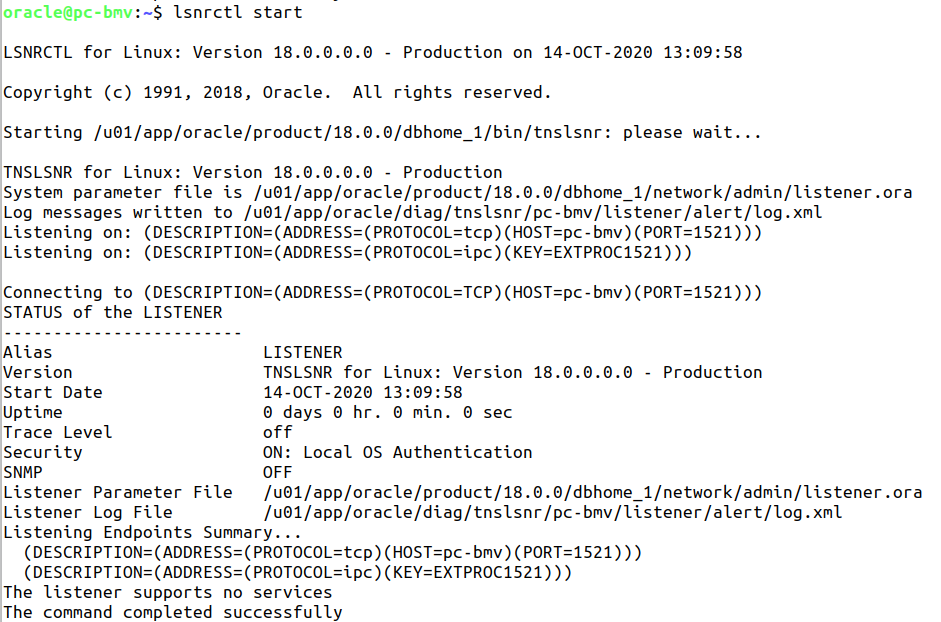 oracle@pc-bmv:~$ lsnrctl start
LSNRCTL for Linux: Version 18.0.0.0.0 - Production on 14-OCT-2020 13:09:58
Copyright (c) 1991, 2018, Oracle.  All rights reserved.
Starting /u01/app/oracle/product/18.0.0/dbhome_1/bin/tnslsnr: please wait...
TNSLSNR for Linux: Version 18.0.0.0.0 - Production
System parameter file is /u01/app/oracle/product/18.0.0/dbhome_1/network/admin/listener.ora
Log messages written to /u01/app/oracle/diag/tnslsnr/pc-bmv/listener/alert/log.xml
Listening on: (DESCRIPTION=(ADDRESS=(PROTOCOL=tcp)(HOST=pc-bmv)(PORT=1521)))
Listening on: (DESCRIPTION=(ADDRESS=(PROTOCOL=ipc)(KEY=EXTPROC1521)))
Connecting to (DESCRIPTION=(ADDRESS=(PROTOCOL=TCP)(HOST=pc-bmv)(PORT=1521)))
STATUS of the LISTENER
------------------------
Alias                     LISTENER
Version                   TNSLSNR for Linux: Version 18.0.0.0.0 - Production
Start Date                14-OCT-2020 13:09:58
Uptime                    0 days 0 hr. 0 min. 0 sec
Trace Level               off
Security                  ON: Local OS Authentication
SNMP                      OFF
Listener Parameter File   /u01/app/oracle/product/18.0.0/dbhome_1/network/admin/listener.ora
Listener Log File         /u01/app/oracle/diag/tnslsnr/pc-bmv/listener/alert/log.xml
Listening Endpoints Summary...
  (DESCRIPTION=(ADDRESS=(PROTOCOL=tcp)(HOST=pc-bmv)(PORT=1521)))
  (DESCRIPTION=(ADDRESS=(PROTOCOL=ipc)(KEY=EXTPROC1521)))
The listener supports no services
The command completed successfully